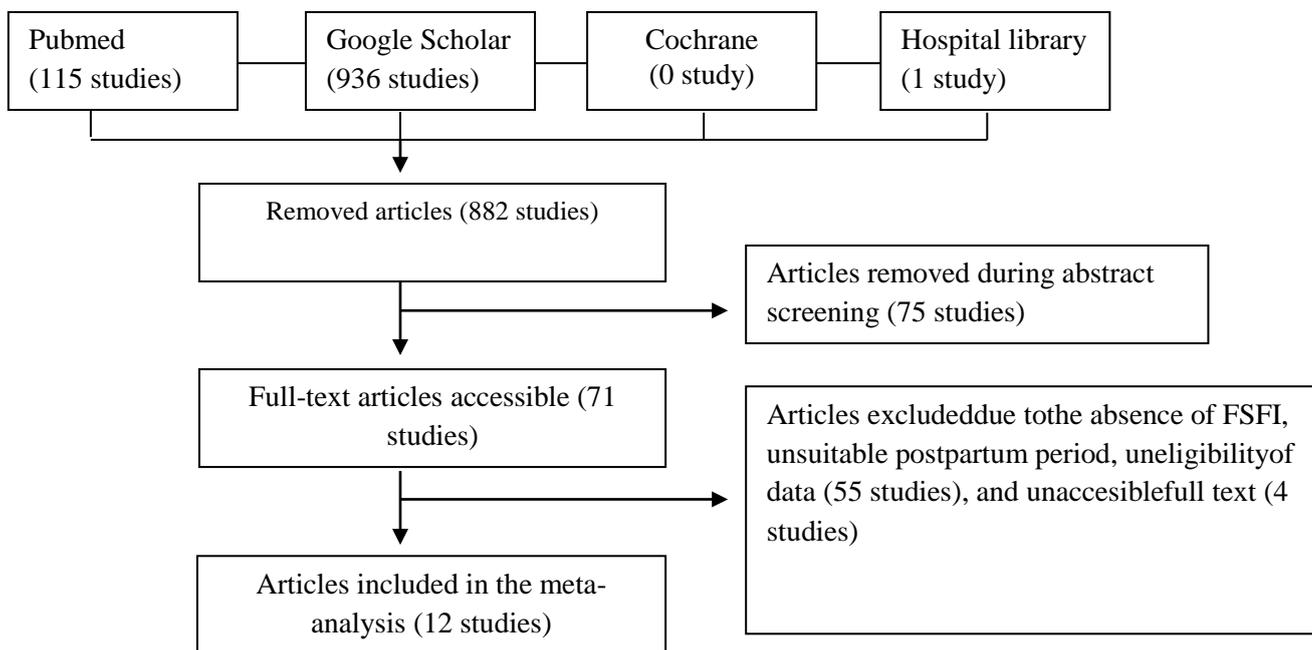 Pubmed
(115 studies)
Google Scholar
(936 studies)
Cochrane
(0 study)
Hospital library
(1 study)
Removed articles (882 studies)
Articles removed during abstract
screening (75 studies)
Full-text articles accessible (71
studies)
Articles excludeddue tothe absence of FSFI,
unsuitable postpartum period, uneligibilityof
data (55 studies), and unaccesiblefull text (4
studies)
Articles included in the meta-
analysis (12 studies)